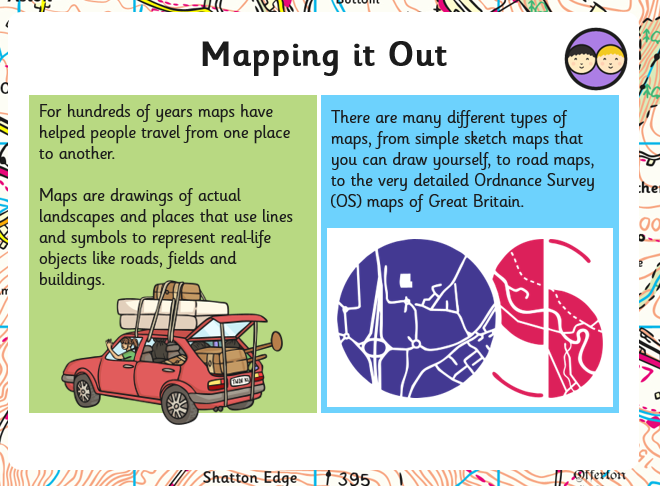 Bottom
Mapping it Out
For hundreds of years maps have
helped people travel from one place
to another.
Maps are drawings of actual
landscapes and places that use lines
and symbols to represent real-life
objects like roads, fields and
buildings.
There are many different types of
maps, from simple sketch maps that
you can draw yourself, to road maps,
to the very detailed Ordnance Survey
(OS) maps of Great Britain.
Shatton Edge
395
Offerton